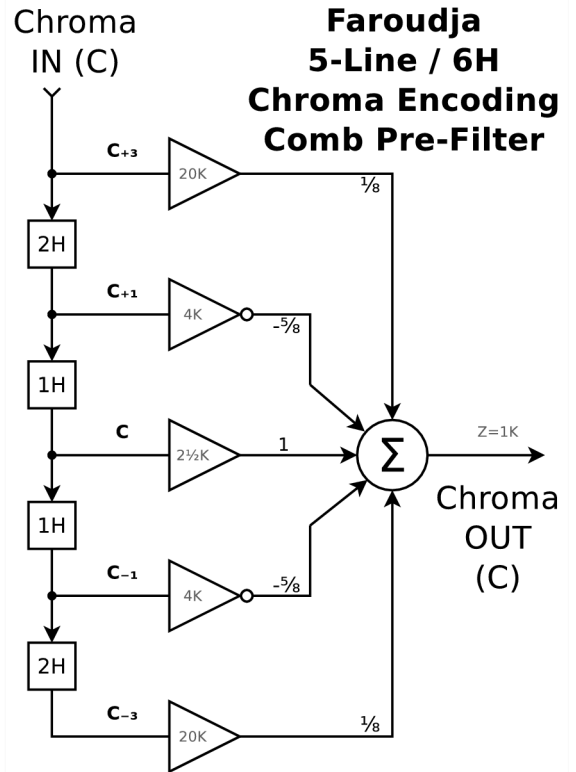 Chroma
IN (C)
Faroudja
5-Line / 6H
Chroma Encoding
Comb Pre-Filter
C₊₃
20K
⅛
2H
C₊₁
4K
-⅝
1H
C
2½K
1
Σ
Z=1K
Chroma
OUT
(C)
1H
C₋₁
4K
-⅝
2H
C₋₃
20K
⅛